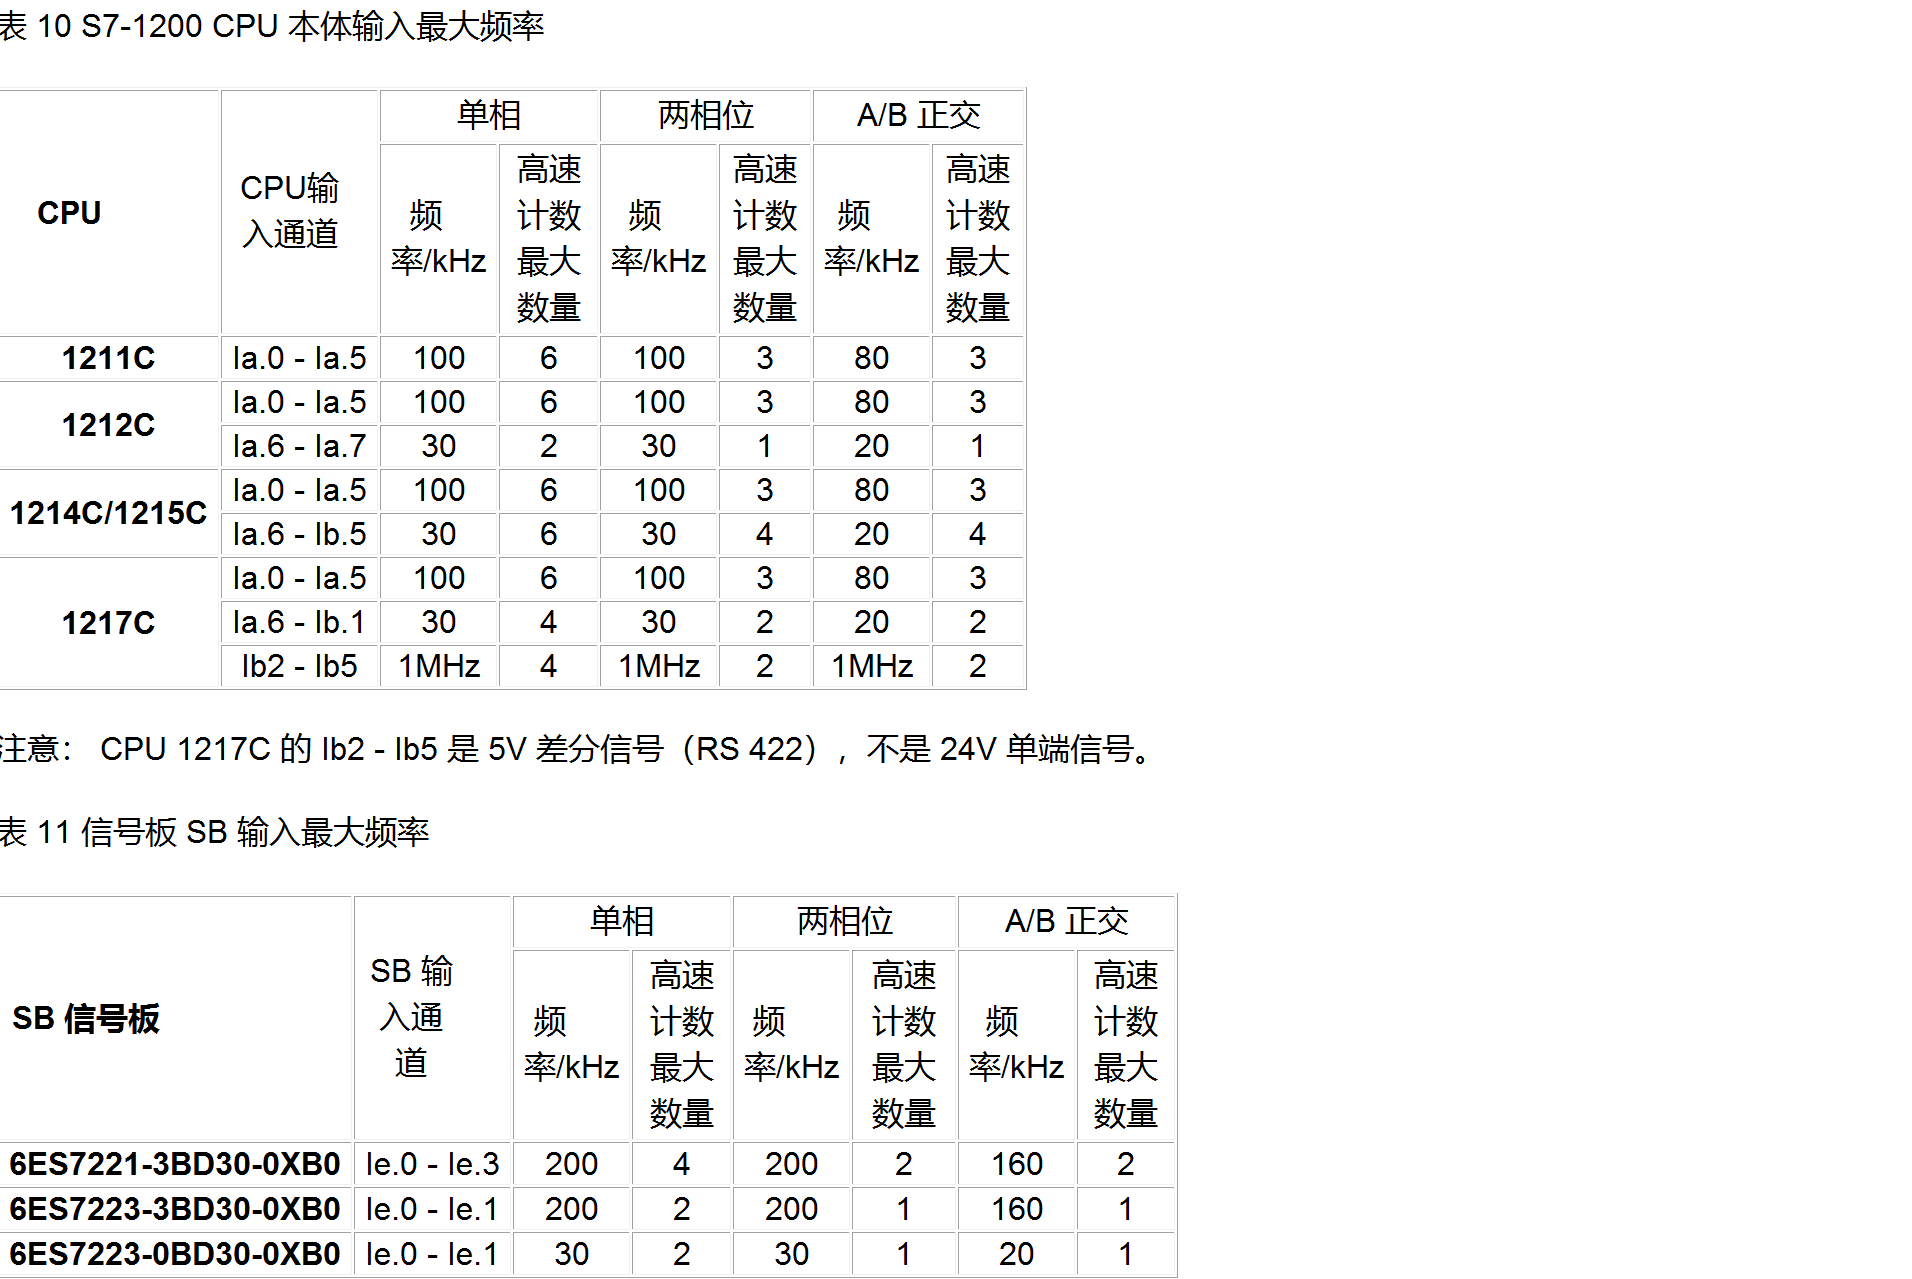 表 10 S7-1200 CPU 本体输入最大频率
CPU CPU输入通道 单相 两相位 A/B 正交
频率/kHz 高速计数最大数量 频率/kHz 高速计数最大数量 频率/kHz 高速计数最大数量
1211C Ia.0 - Ia.5 100 6 100 3 80 3
1212C Ia.0 - Ia.5 100 6 100 3 80 3
Ia.6 - Ia.7 30 2 30 1 20 1
1214C/1215C Ia.0 - Ia.5 100 6 100 3 80 3
Ia.6 - Ib.5 30 6 30 4 20 4
1217C Ia.0 - Ia.5 100 6 100 3 80 3
Ia.6 - Ib.1 30 4 30 2 20 2
Ib2 - Ib5 1MHz 4 1MHz 2 1MHz 2
注意： CPU 1217C 的 Ib2 - Ib5 是 5V 差分信号（RS 422），不是 24V 单端信号。
表 11 信号板 SB 输入最大频率
SB 信号板 SB 输入通道 单相 两相位 A/B 正交
频率/kHz 高速计数最大数量 频率/kHz 高速计数最大数量 频率/kHz 高速计数最大数量
6ES7221-3BD30-0XB0 Ie.0 - Ie.3 200 4 200 2 160 2
6ES7223-3BD30-0XB0 Ie.0 - Ie.1 200 2 200 1 160 1
6ES7223-0BD30-0XB0 Ie.0 - Ie.1 30 2 30 1 20 1